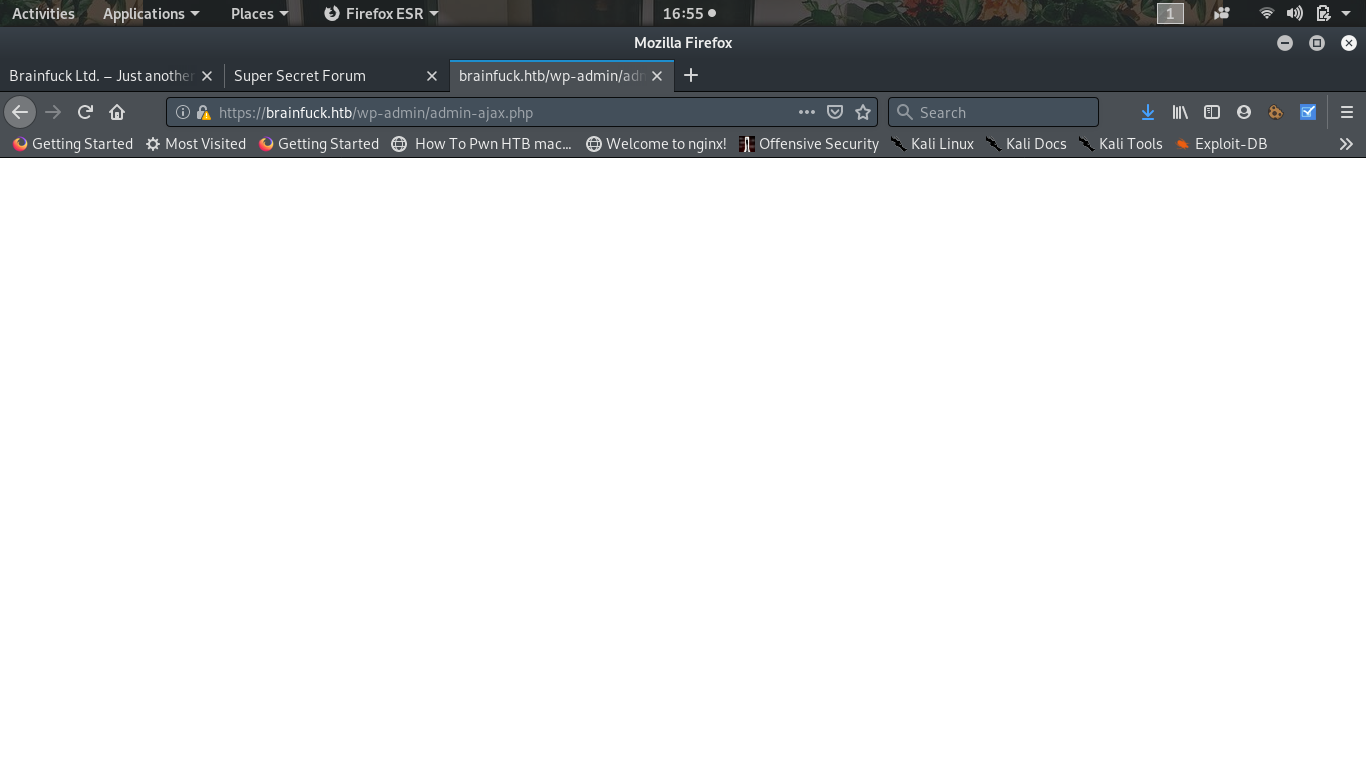 Activities Applications Places Firefox ESR 16:55 1
Mozilla Firefox
Brainfuck Ltd. – Just another Super Secret Forum brainfuck.htb/wp-admin/adm
https://brainfuck.htb/wp-admin/admin-ajax.php Search
Getting Started Most Visited Getting Started How To Pwn HTB mac... Welcome to nginx! Offensive Security Kali Linux Kali Docs Kali Tools Exploit-DB